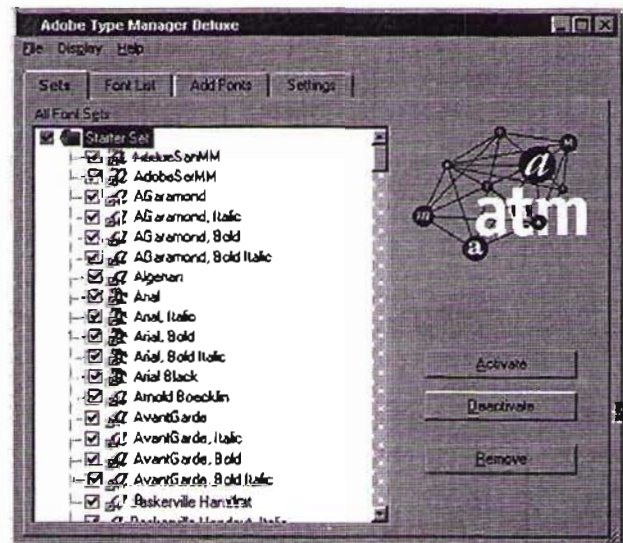 Adobe Type Manager Deluxe
File Display Help
Sets Font List Add Fonts Settings
All Font Sets
Starter Set
AdobeSanMM
AdobeSerMM
AGaramond
AGaramond, Italic
AGaramond, Bold
AGaramond, Bold Italic
Algerian
Arial
Arial, Italic
Arial, Bold
Arial, Bold Italic
Arial Black
Arnold Boecklin
AvantGarde
AvantGarde, Italic
AvantGarde, Bold
AvantGarde, Bold Italic
Baskerville
a
M
m
atm
a
Activate
Deactivate
Remove